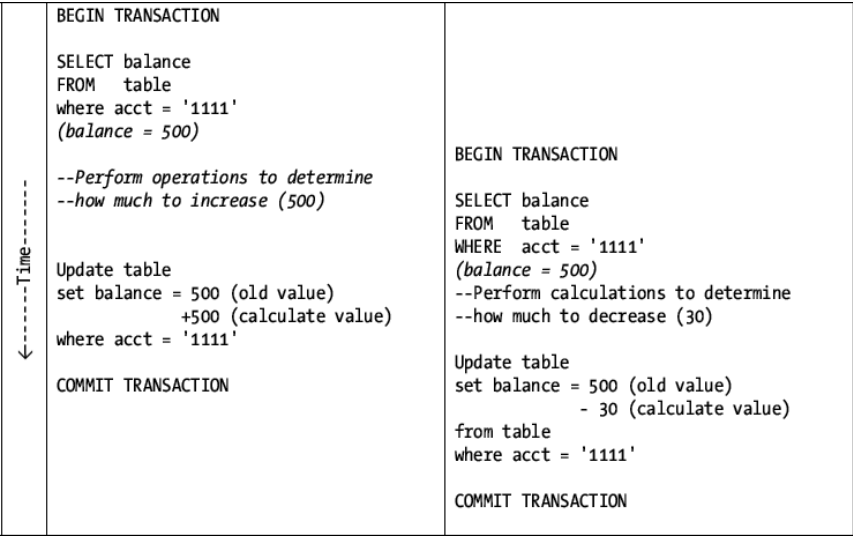 BEGIN TRANSACTION
SELECT balance
FROM   table
where acct = '1111'
(balance = 500)
--Perform operations to determine
--how much to increase (500)
Update table
set balance = 500 (old value)
+500 (calculate value)
where acct = '1111'
COMMIT TRANSACTION
BEGIN TRANSACTION
SELECT balance
FROM   table
WHERE  acct = '1111'
(balance = 500)
--Perform calculations to determine
--how much to decrease (30)
Update table
set balance = 500 (old value)
- 30 (calculate value)
from table
where acct = '1111'
COMMIT TRANSACTION
<------Time-------